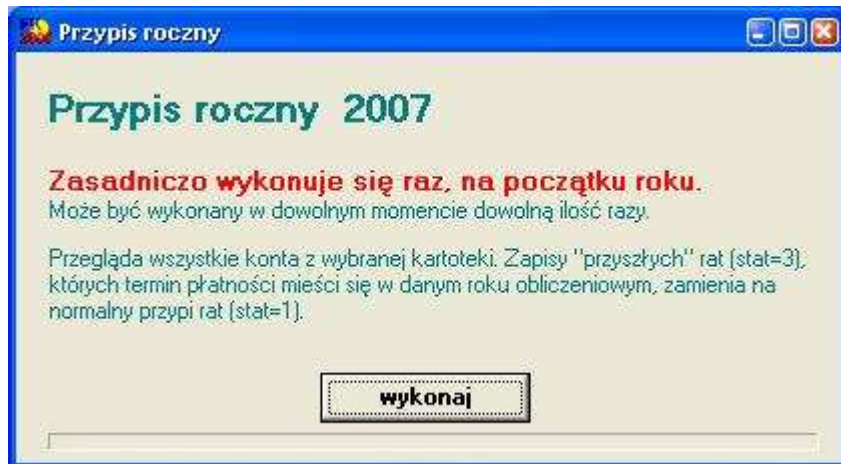 Przypis roczny
Przypis roczny 2007
Zasadniczo wykonuje się raz, na początku roku.
Może być wykonany w dowolnym momencie dowolną ilość razy.
Przegląda wszystkie konta z wybranej kartoteki. Zapisy "przyszłych" rat (stat=3),
których termin płatności mieści się w danym roku obliczeniowym, zamienia na
normalny przypi rat (stat=1).
wykonaj